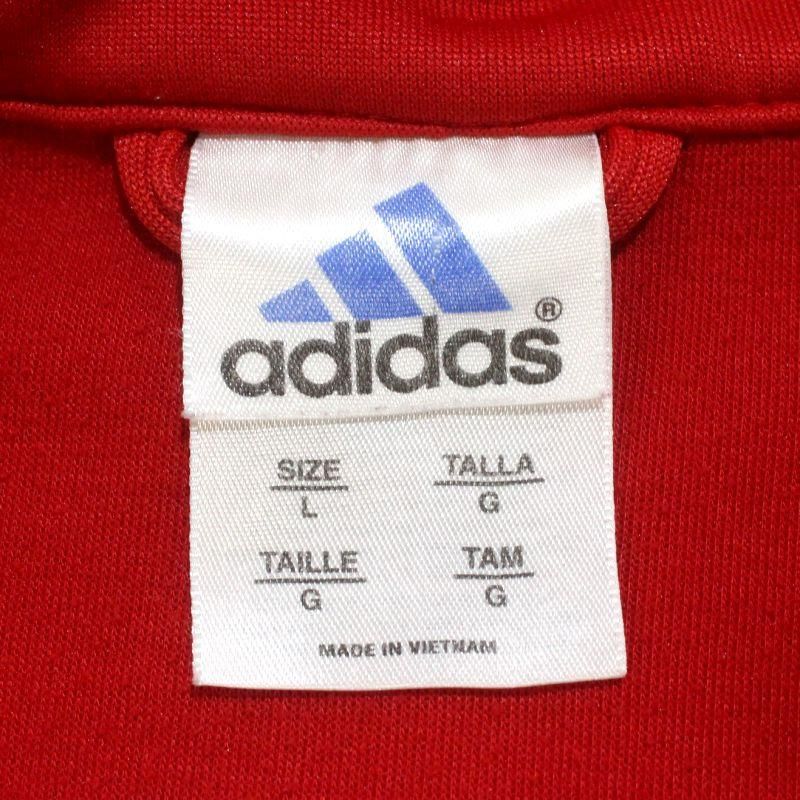 adidas®
SIZE TALLA
L G
TAILLE TAM
G G
MADE IN VIETNAM